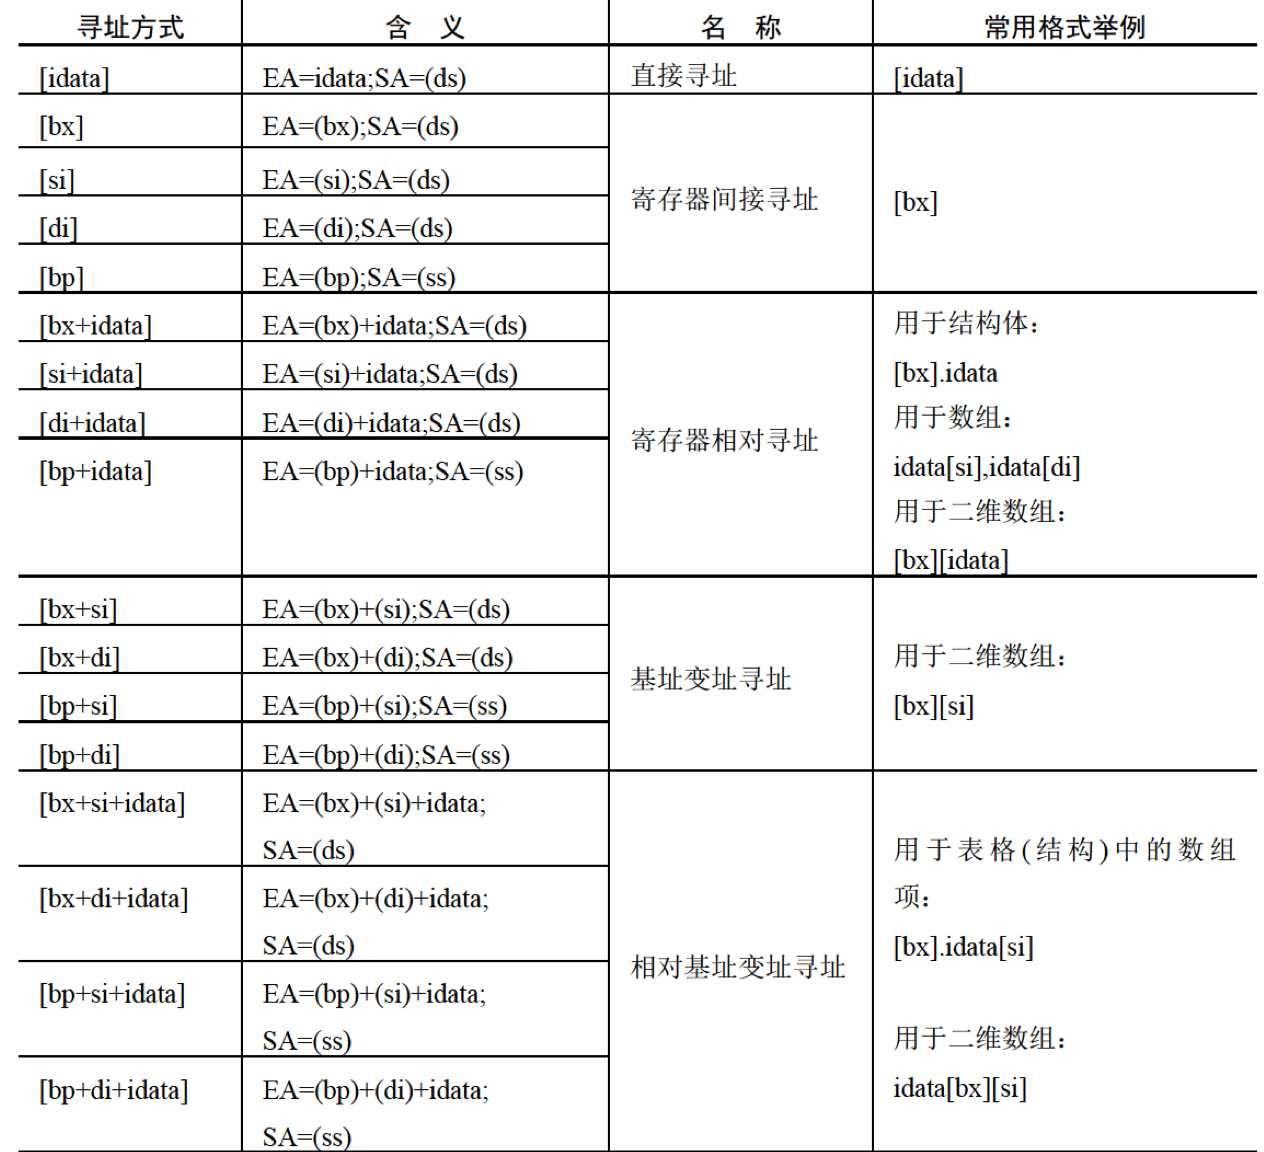 寻址方式 含 义 名 称 常用格式举例
[idata] EA=idata;SA=(ds) 直接寻址 [idata]
[bx] EA=(bx);SA=(ds)
[si] EA=(si);SA=(ds)
寄存器间接寻址 [bx]
[di] EA=(di);SA=(ds)
[bp] EA=(bp);SA=(ss)
[bx+idata] EA=(bx)+idata;SA=(ds) 用于结构体：
[si+idata] EA=(si)+idata;SA=(ds) [bx].idata
[di+idata] EA=(di)+idata;SA=(ds) 用于数组：
寄存器相对寻址
[bp+idata] EA=(bp)+idata;SA=(ss) idata[si],idata[di]
用于二维数组：
[bx][idata]
[bx+si] EA=(bx)+(si);SA=(ds)
[bx+di] EA=(bx)+(di);SA=(ds) 用于二维数组：
基址变址寻址
[bp+si] EA=(bp)+(si);SA=(ss) [bx][si]
[bp+di] EA=(bp)+(di);SA=(ss)
[bx+si+idata] EA=(bx)+(si)+idata;
SA=(ds) 用于表格(结构)中的数组
[bx+di+idata] EA=(bx)+(di)+idata; 项：
SA=(ds) [bx].idata[si]
相对基址变址寻址
[bp+si+idata] EA=(bp)+(si)+idata;
SA=(ss) 用于二维数组：
[bp+di+idata] EA=(bp)+(di)+idata; idata[bx][si]
SA=(ss)